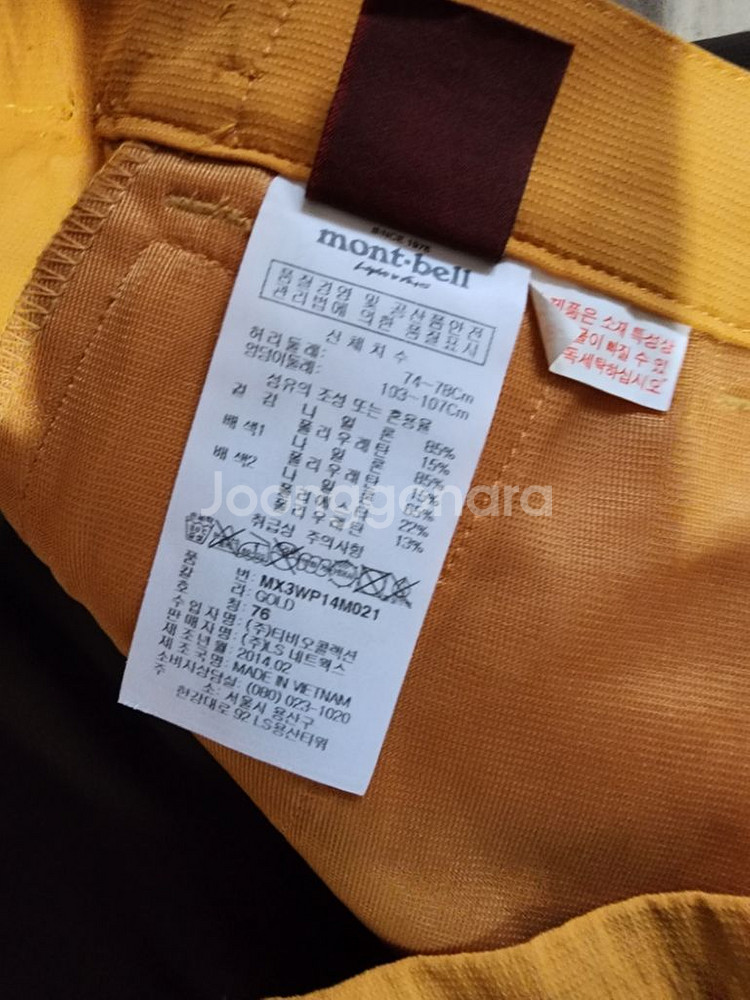 SINCE 1975
mont-bell
Light & Fast
품질경영 및 공산품안전
관리법에 의한 품질표시
신체치수
허리둘레: 74~78Cm
엉덩이둘레: 103~107Cm
섬유의 조성 또는 혼용율
겉감 나일론 85%
폴리우레탄 15%
배색1 나일론 85%
폴리우레탄 15%
배색2 나일론 65%
22%
폴리우레탄 13%
취급상 주의사항
품번: MX3WP14M021
칼라: GOLD
호칭: 76
수입자명: (주)타비오콜렉션
판매자명: (주)LS 네트웍스
제조년월: 2014.02
제조국명: MADE IN VIETNAM
소비자상담실: (080) 023-1020
주소: 서울시 용산구
한강대로 92 LS용산타워
제품은 소재 특성상
물이 빠질 수 있
독세탁하십시오
Joonggonara